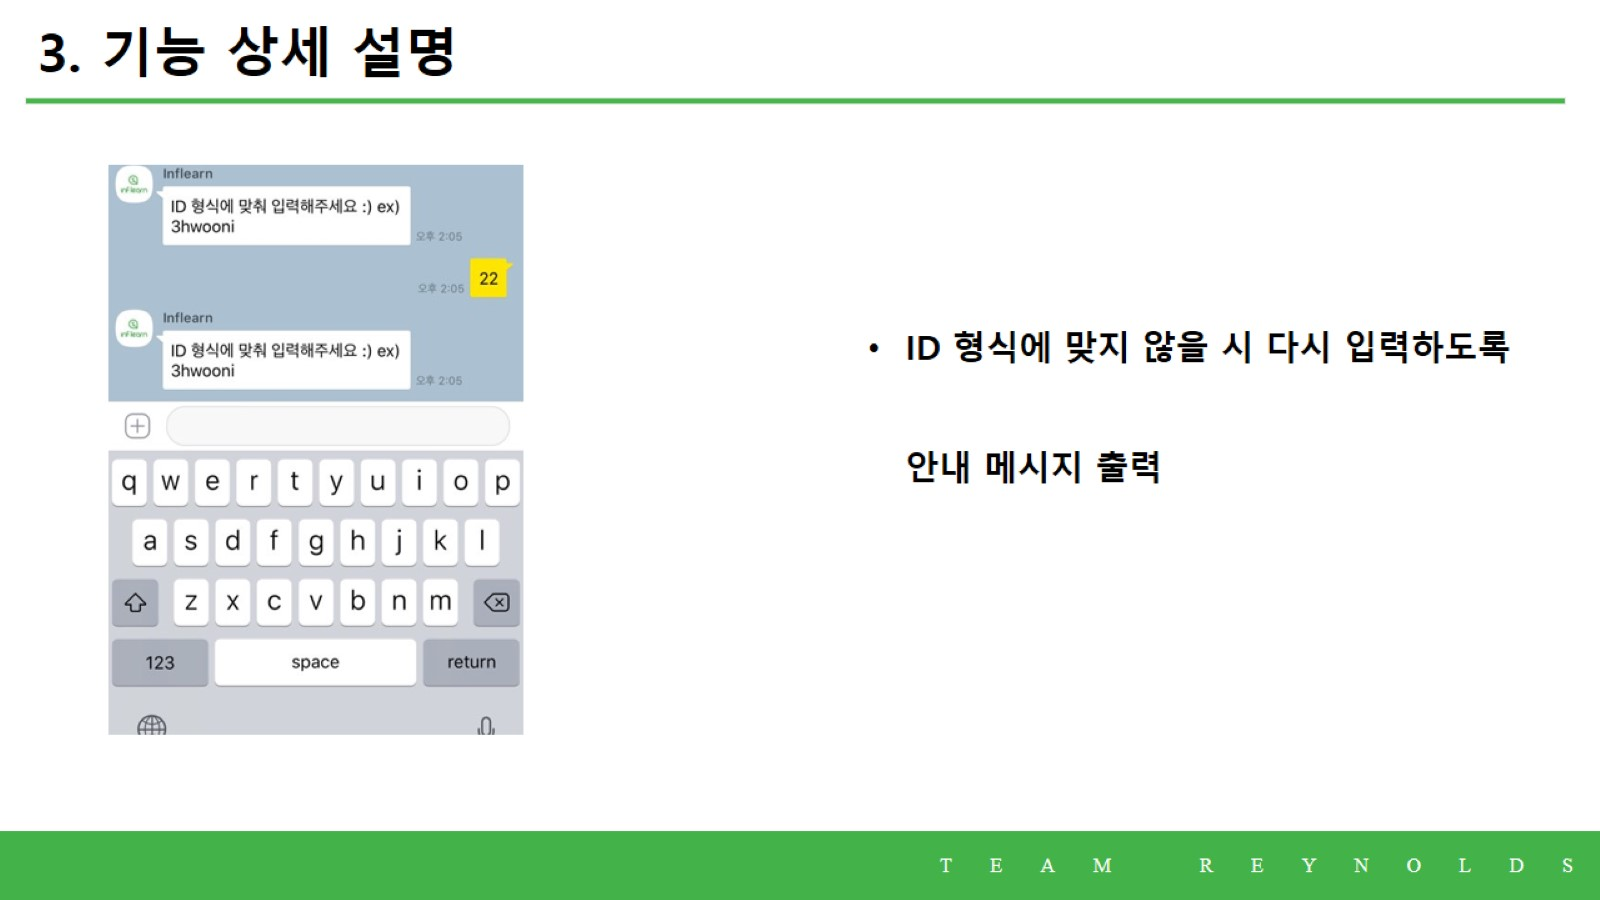 3. 기능 상세 설명
Inflearn
inflearn
ID 형식에 맞춰 입력해주세요 :) ex)
3hwooni
오후 2:05
22
오후 2:05
Inflearn
inflearn
ID 형식에 맞춰 입력해주세요 :) ex)
3hwooni
오후 2:05
q w e r t y u i o p
a s d f g h j k l
z x c v b n m
123 space return
• ID 형식에 맞지 않을 시 다시 입력하도록
안내 메시지 출력
TEAM REYNOLDS